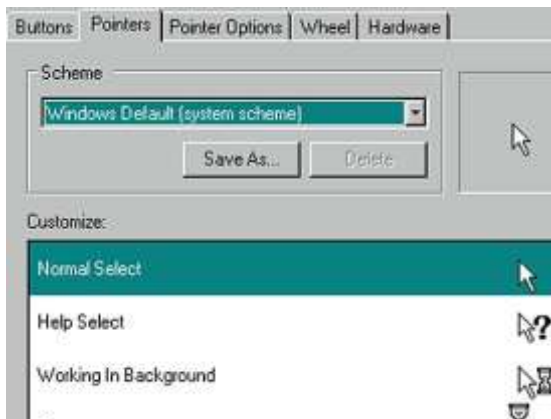 Buttons Pointers Pointer Options Wheel Hardware
Scheme
Windows Default (system scheme)
Save As... Delete
Customize:
Normal Select
Help Select
Working In Background